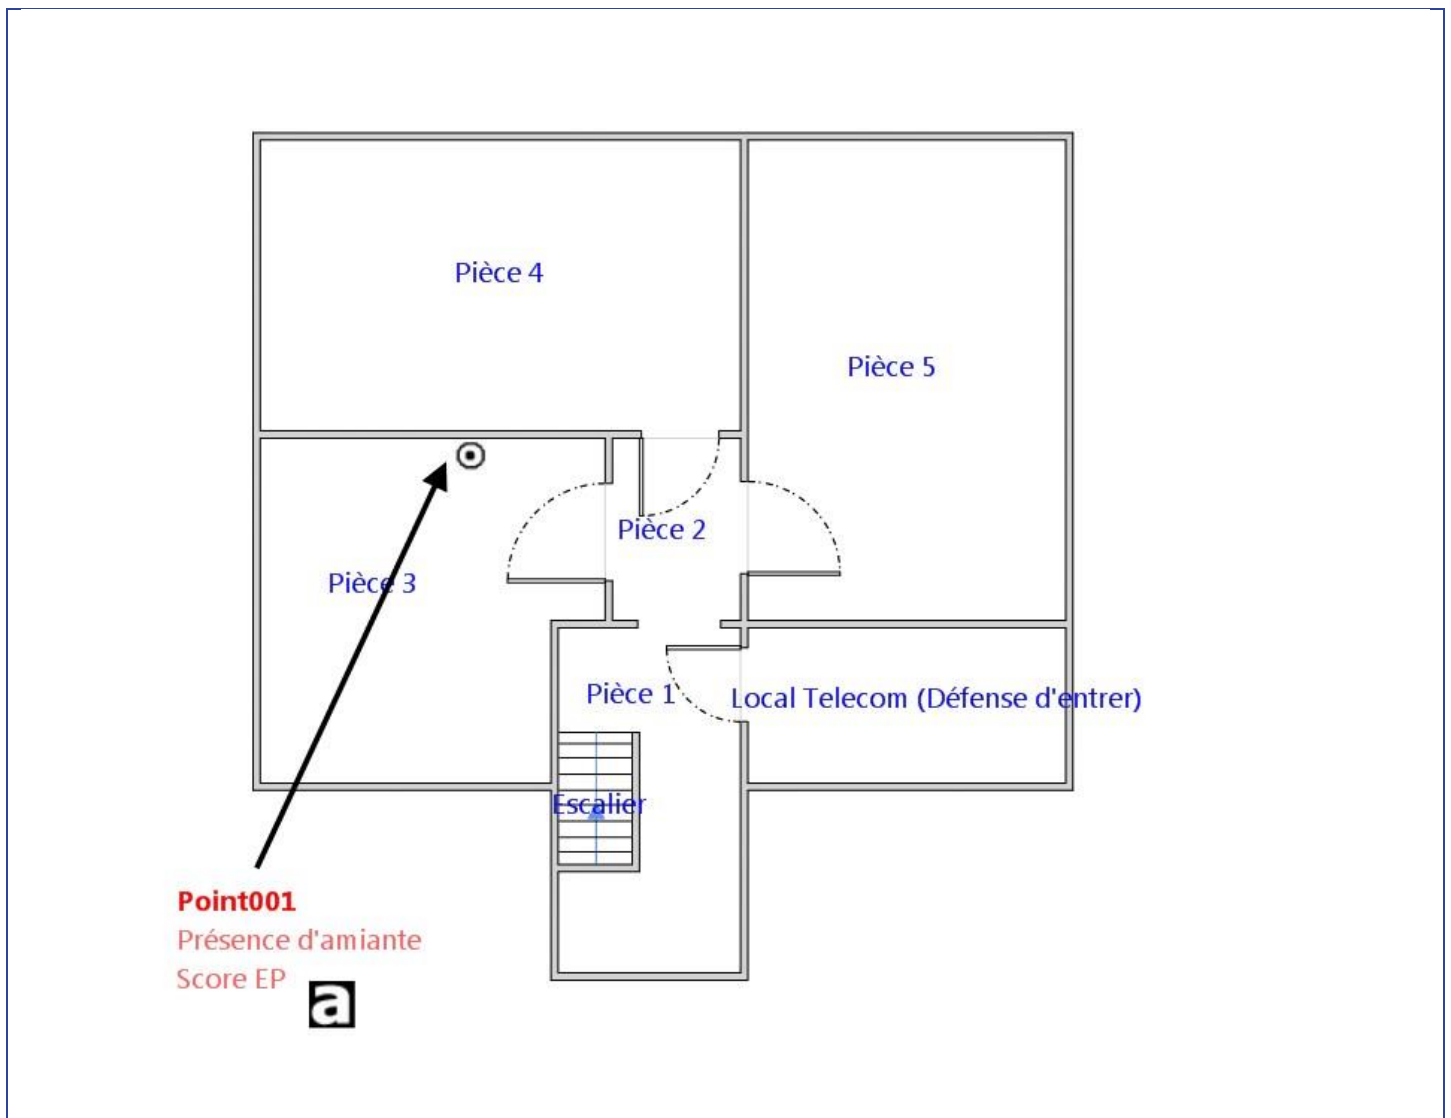 Pièce 4
Pièce 5
Pièce 2
Pièce 3
Pièce 1
Local Telecom (Défense d'entrer)
Escalier
Point001
Présence d'amiante
Score EP
a